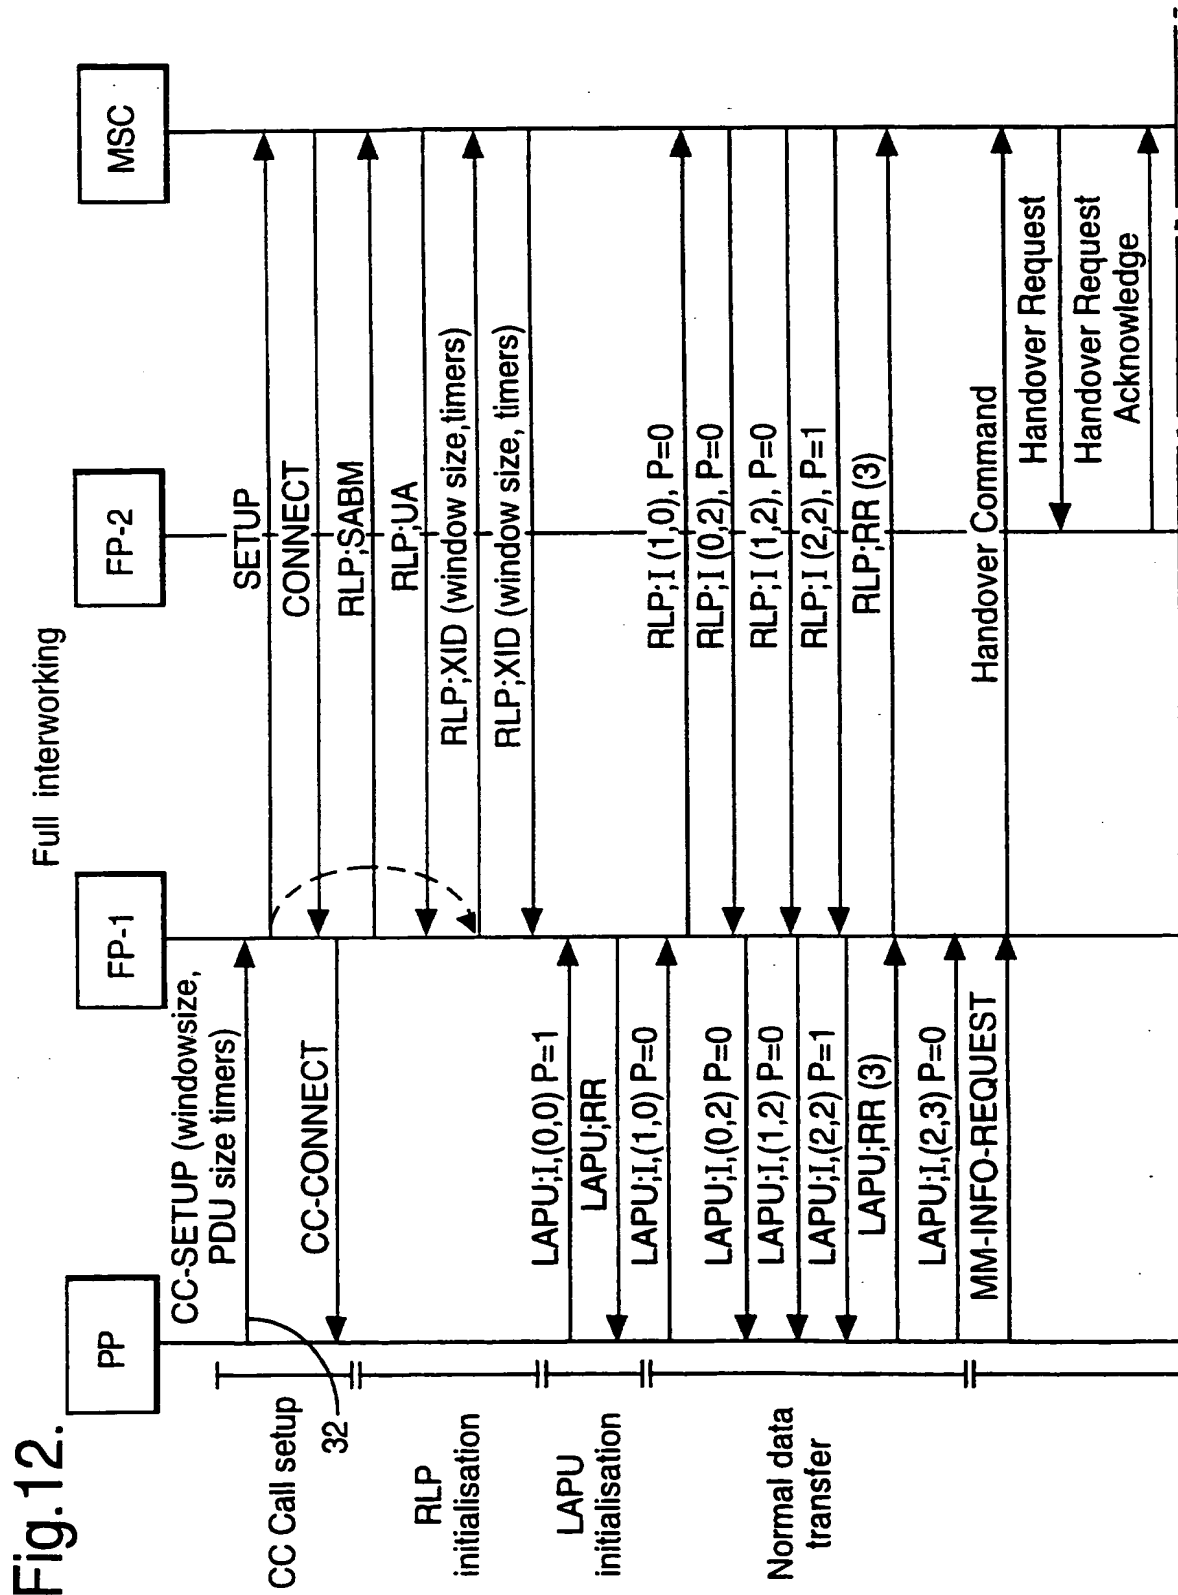 Fig.12.
Full interworking
PP
FP-1
FP-2
MSC
CC Call setup
32
CC-SETUP (windowsize,
PDU size timers)
SETUP
CONNECT
CC-CONNECT
RLP
initialisation
RLP;SABM
RLP;UA
RLP;XID (window size,timers)
RLP;XID (window size, timers)
LAPU
initialisation
LAPU;I,(0,0) P=1
LAPU;RR
LAPU;I,(1,0) P=0
Normal data
transfer
RLP;I (1,0), P=0
RLP;I (0,2), P=0
LAPU;I,(0,2) P=0
RLP;I (1,2), P=0
LAPU;I,(1,2) P=0
RLP;I (2,2), P=1
LAPU;I,(2,2) P=1
LAPU;RR (3)
RLP;RR (3)
LAPU;I,(2,3) P=0
MM-INFO-REQUEST
Handover Command
Handover Request
Handover Request
Acknowledge